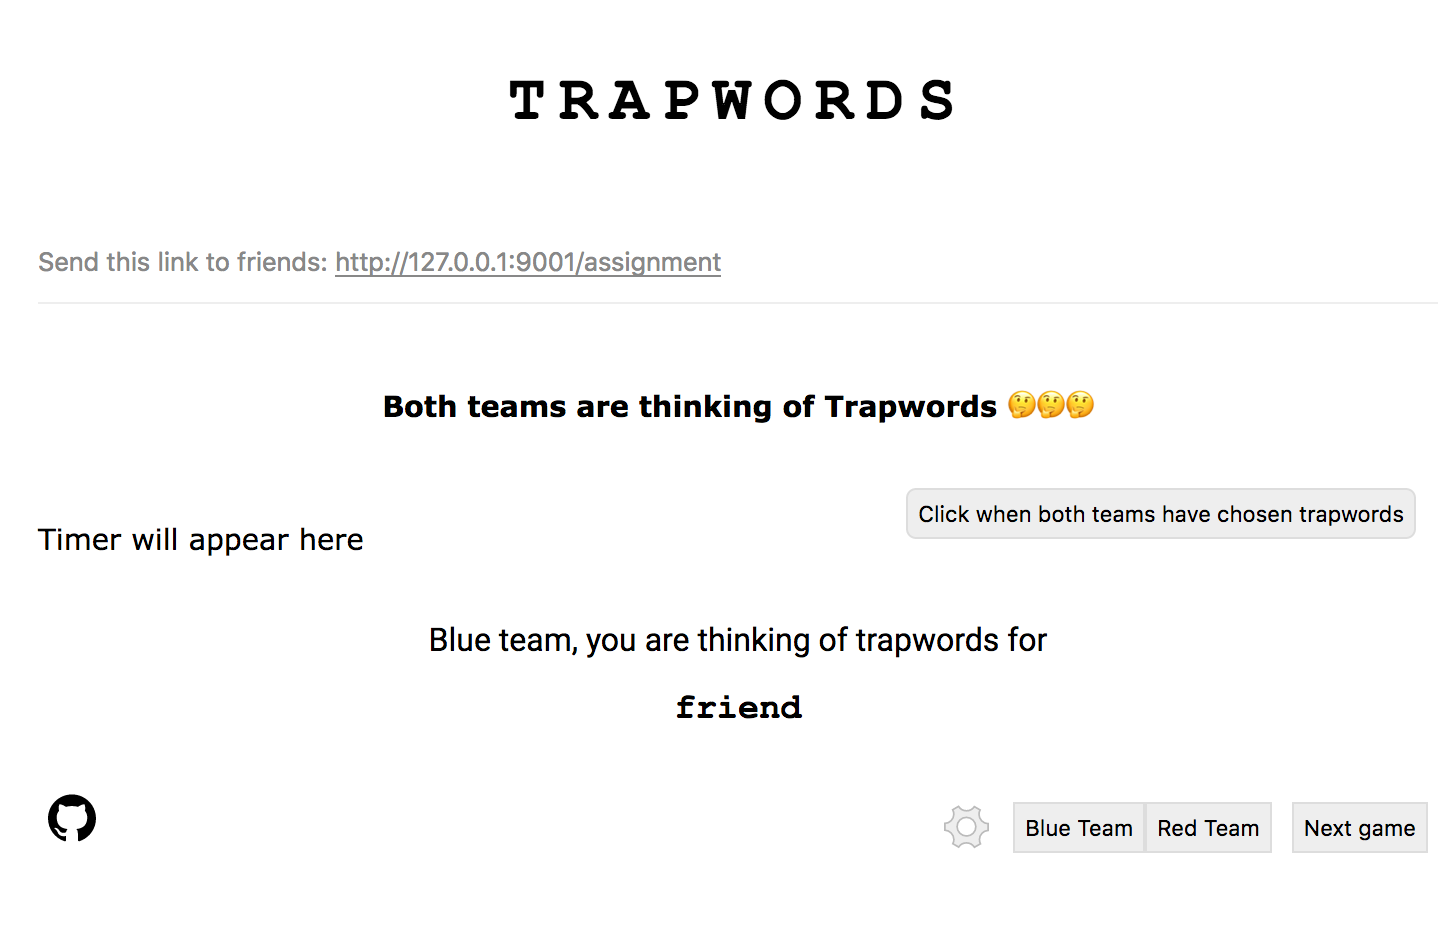 TRAPWORDS
Send this link to friends: http://127.0.0.1:9001/assignment
Both teams are thinking of Trapwords 🤔🤔🤔
Click when both teams have chosen trapwords
Timer will appear here
Blue team, you are thinking of trapwords for
friend
Blue Team Red Team Next game